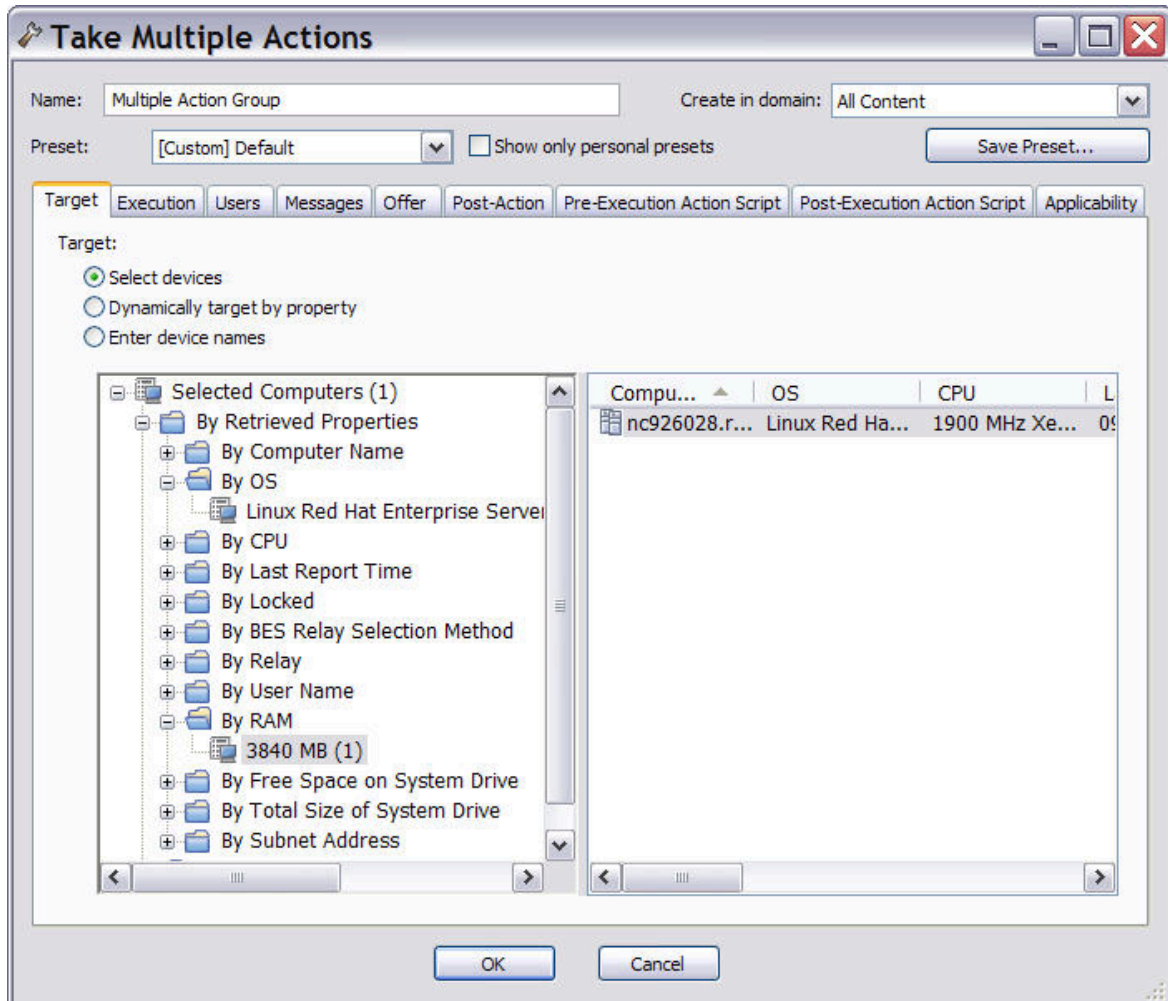 Take Multiple Actions
Name: Multiple Action Group Create in domain: All Content
Preset: [Custom] Default Show only personal presets Save Preset...
Target Execution Users Messages Offer Post-Action Pre-Execution Action Script Post-Execution Action Script Applicability
Target:
Select devices
Dynamically target by property
Enter device names
Selected Computers (1)
By Retrieved Properties
By Computer Name
By OS
Linux Red Hat Enterprise Server
By CPU
By Last Report Time
By Locked
By BES Relay Selection Method
By Relay
By User Name
By RAM
3840 MB (1)
By Free Space on System Drive
By Total Size of System Drive
By Subnet Address
Compu... OS CPU L
nc926028.r... Linux Red Ha... 1900 MHz Xe... 09
OK Cancel